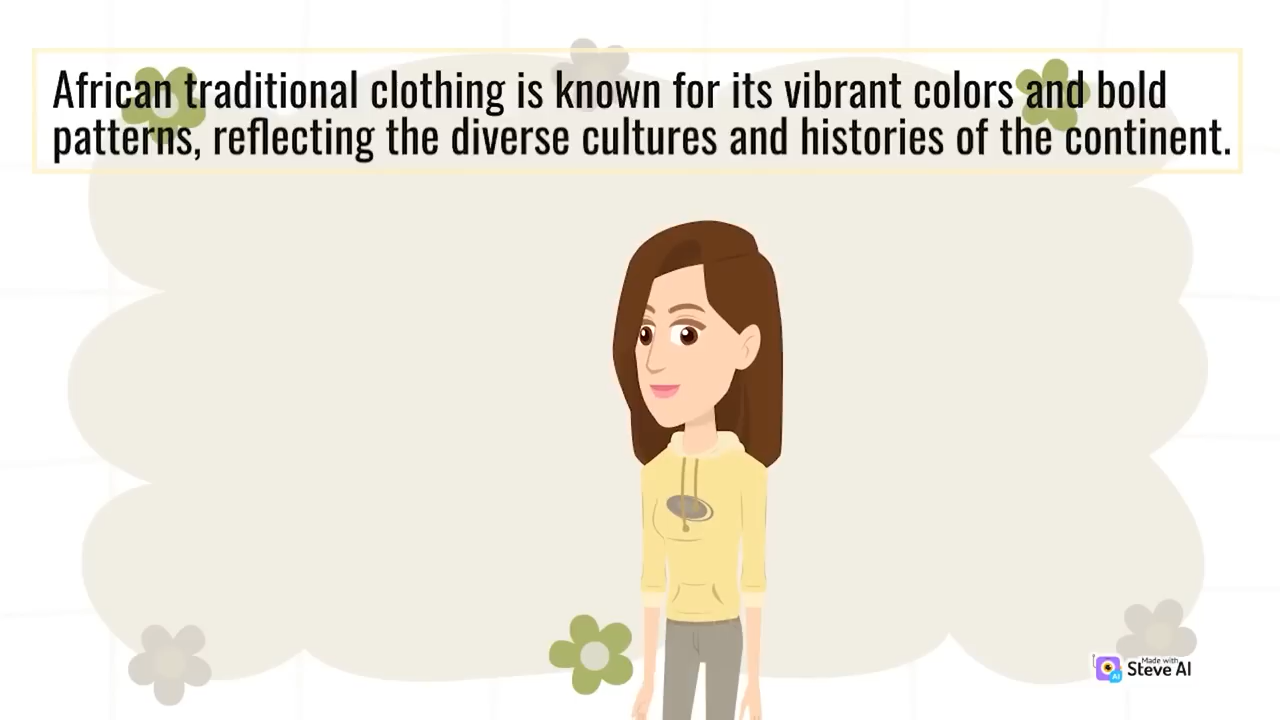 African traditional clothing is known for its vibrant colors and bold
patterns, reflecting the diverse cultures and histories of the continent.
Made with
Steve AI
AI